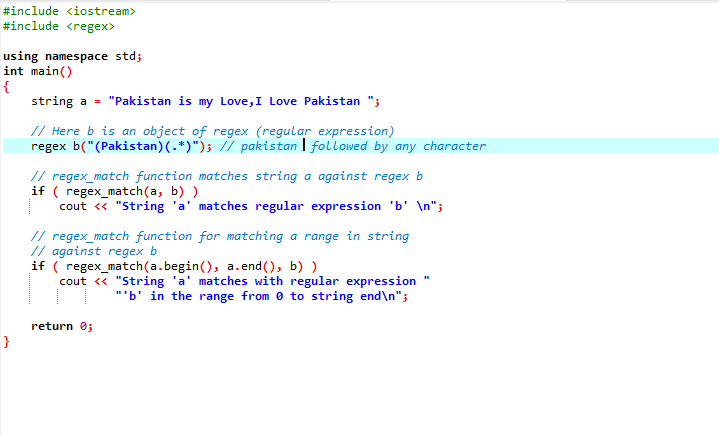 #include <iostream>
#include <regex>
using namespace std;
int main()
{
string a = "Pakistan is my Love,I Love Pakistan ";
// Here b is an object of regex (regular expression)
regex b("(Pakistan)(.*)"); // pakistan followed by any character
// regex_match function matches string a against regex b
if ( regex_match(a, b) )
cout << "String 'a' matches regular expression 'b' \n";
// regex_match function for matching a range in string
// against regex b
if ( regex_match(a.begin(), a.end(), b) )
cout << "String 'a' matches with regular expression "
"'b' in the range from 0 to string end\n";
return 0;
}